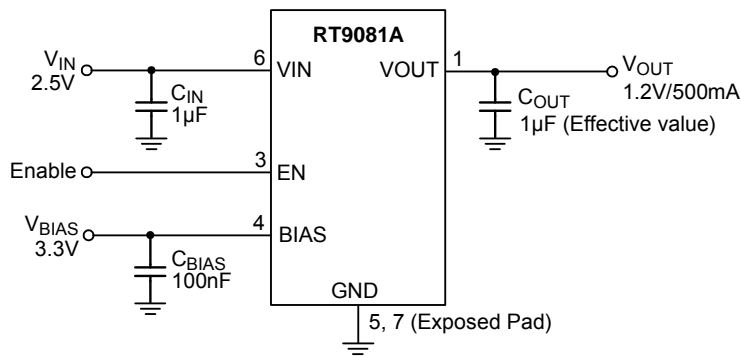 RT9081A
VIN
2.5V
6
VIN
VOUT
1
VOUT
1.2V/500mA
CIN
1µF
COUT
1µF (Effective value)
Enable
3
EN
VBIAS
3.3V
4
BIAS
CBIAS
100nF
GND
5, 7 (Exposed Pad)